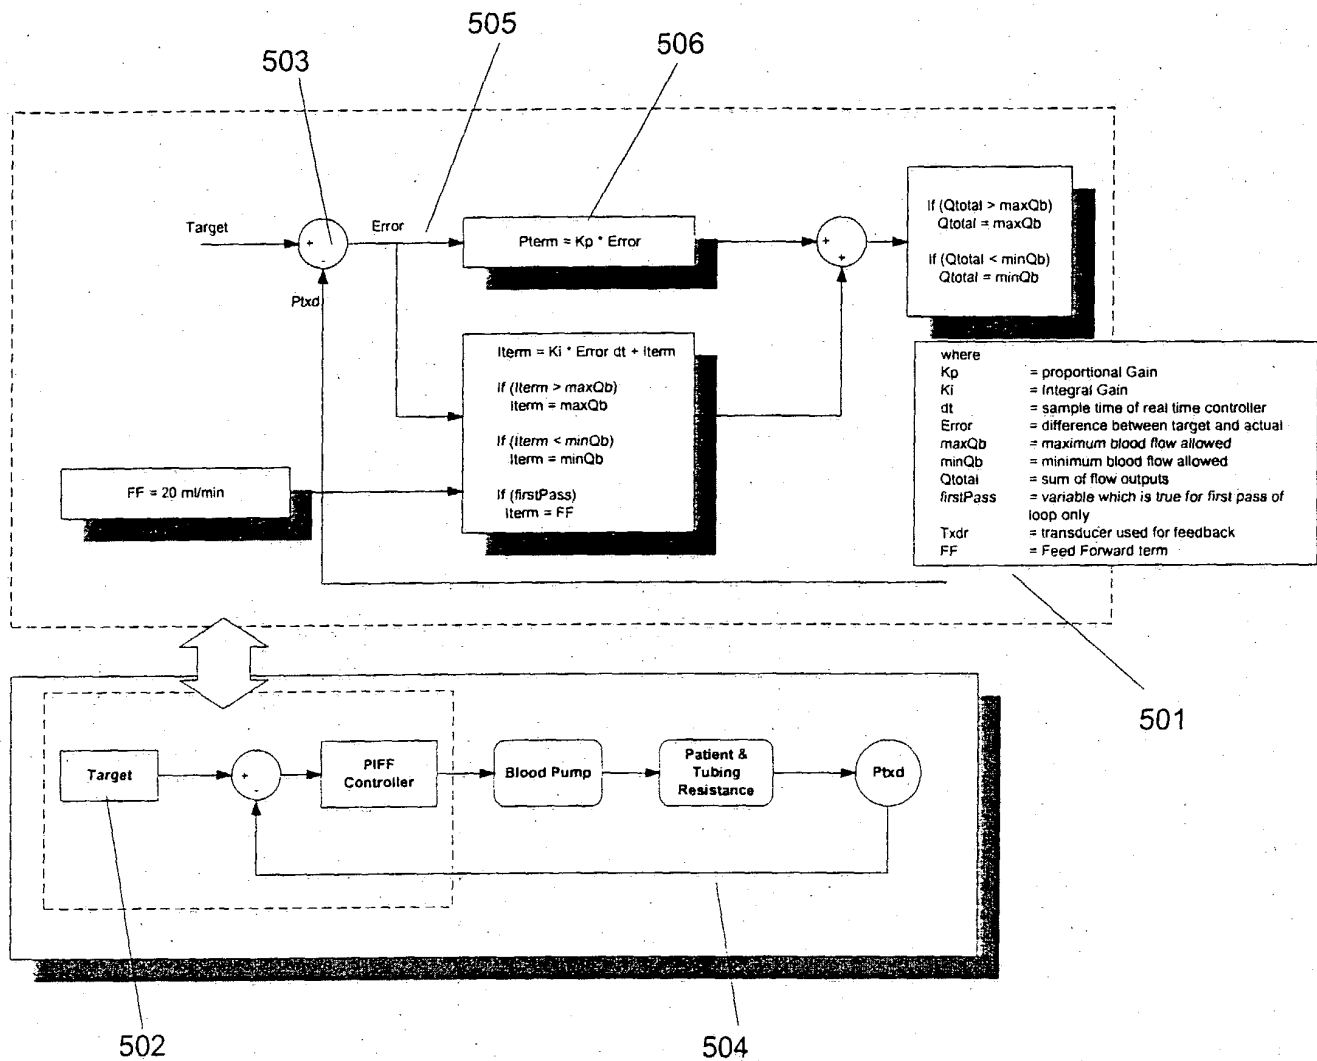 505
503
506
Target
+
-
Error
Ptxd
Pterm = Kp * Error
+
+
If (Qtotal > maxQb)
Qtotal = maxQb
If (Qtotal < minQb)
Qtotal = minQb
Iterm = Ki * Error dt + Iterm
If (Iterm > maxQb)
Iterm = maxQb
If (Iterm < minQb)
Iterm = minQb
If (firstPass)
Iterm = FF
FF = 20 ml/min
where
Kp = proportional Gain
Ki = Integral Gain
dt = sample time of real time controller
Error = difference between target and actual
maxQb = maximum blood flow allowed
minQb = minimum blood flow allowed
Qtotal = sum of flow outputs
firstPass = variable which is true for first pass of
loop only
Txdr = transducer used for feedback
FF = Feed Forward term
501
Target
+
-
PIFF
Controller
Blood Pump
Patient &
Tubing
Resistance
Ptxd
502
504